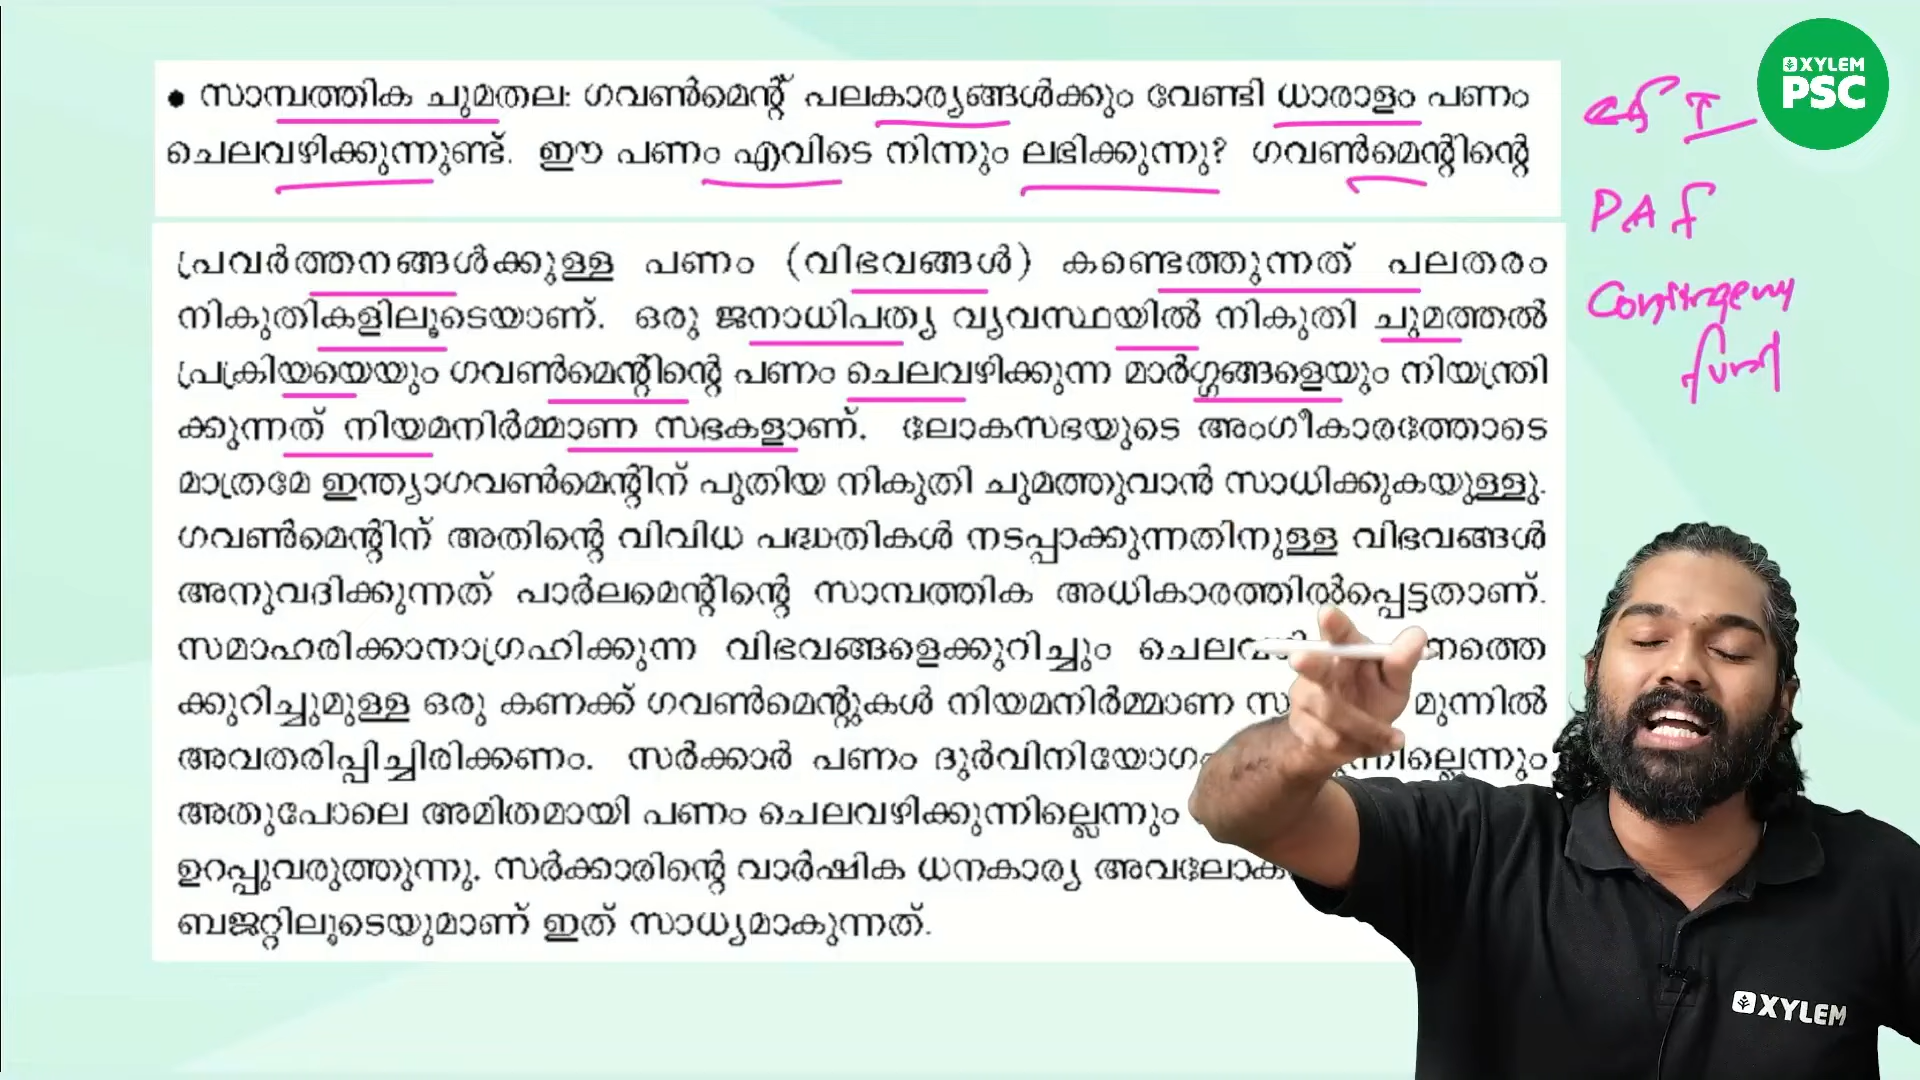 • സാമ്പത്തിക ചുമതല: ഗവൺമെന്റ് പലകാര്യങ്ങൾക്കും വേണ്ടി ധാരാളം പണം
ചെലവഴിക്കുന്നുണ്ട്. ഈ പണം എവിടെ നിന്നും ലഭിക്കുന്നു? ഗവൺമെന്റിന്റെ
പ്രവർത്തനങ്ങൾക്കുള്ള പണം (വിഭവങ്ങൾ) കണ്ടെത്തുന്നത് പലതരം
നികുതികളിലൂടെയാണ്. ഒരു ജനാധിപത്യ വ്യവസ്ഥയിൽ നികുതി ചുമത്തൽ
പ്രക്രിയയെയും ഗവൺമെന്റിന്റെ പണം ചെലവഴിക്കുന്ന മാർഗ്ഗങ്ങളെയും നിയന്ത്രി
ക്കുന്നത് നിയമനിർമ്മാണ സഭകളാണ്. ലോകസഭയുടെ അംഗീകാരത്തോടെ
മാത്രമേ ഇന്ത്യാഗവൺമെന്റിന് പുതിയ നികുതി ചുമത്തുവാൻ സാധിക്കുകയുള്ളു.
ഗവൺമെന്റിന് അതിന്റെ വിവിധ പദ്ധതികൾ നടപ്പാക്കുന്നതിനുള്ള വിഭവങ്ങൾ
അനുവദിക്കുന്നത് പാർലമെന്റിന്റെ സാമ്പത്തിക അധികാരത്തിൽപ്പെട്ടതാണ്.
സമാഹരിക്കാനാഗ്രഹിക്കുന്ന വിഭവങ്ങളെക്കുറിച്ചും
ക്കുറിച്ചുമുള്ള ഒരു കണക്ക് ഗവൺമെന്റുകൾ നിയമനിർമ്മാണ മുന്നിൽ
അവതരിപ്പിച്ചിരിക്കണം. സർക്കാർ പണം
അതുപോലെ അമിതമായി പണം ചെലവഴിക്കുന്നില്ലെന്നും
ഉറപ്പുവരുത്തുന്നു. സർക്കാരിന്റെ വാർഷിക ധനകാര്യ
ബജറ്റിലൂടെയുമാണ് ഇത് സാധ്യമാകുന്നത്.
PAF
fund
XYLEM
PSC
XYLEM